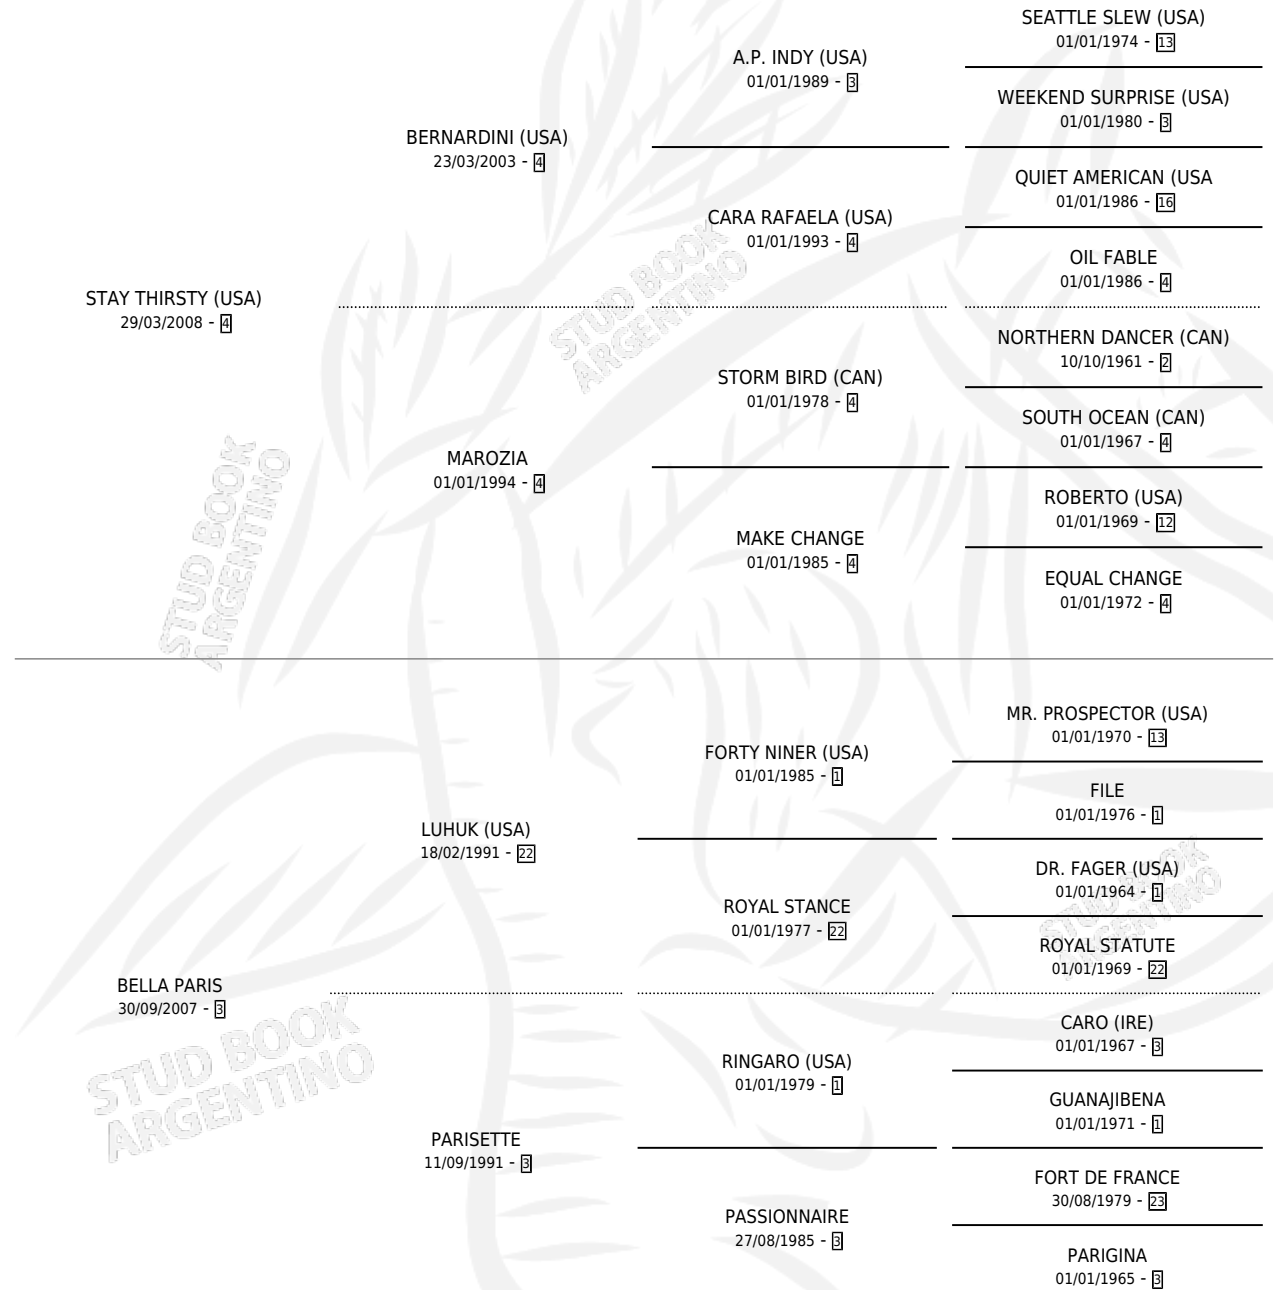 SEATTLE SLEW (USA)
01/01/1974 - 13
A.P. INDY (USA)
01/01/1989 - 3
WEEKEND SURPRISE (USA)
01/01/1980 - 3
BERNARDINI (USA)
23/03/2003 - 4
QUIET AMERICAN (USA
01/01/1986 - 16
CARA RAFAELA (USA)
01/01/1993 - 4
OIL FABLE
01/01/1986 - 4
STAY THIRSTY (USA)
29/03/2008 - 4
NORTHERN DANCER (CAN)
10/10/1961 - 2
STORM BIRD (CAN)
01/01/1978 - 4
SOUTH OCEAN (CAN)
01/01/1967 - 4
MAROZIA
01/01/1994 - 4
ROBERTO (USA)
01/01/1969 - 12
MAKE CHANGE
01/01/1985 - 4
EQUAL CHANGE
01/01/1972 - 4
MR. PROSPECTOR (USA)
01/01/1970 - 13
FORTY NINER (USA)
01/01/1985 - 1
FILE
01/01/1976 - 1
LUHUK (USA)
18/02/1991 - 22
DR. FAGER (USA)
01/01/1964 - 1
ROYAL STANCE
01/01/1977 - 22
ROYAL STATUTE
01/01/1969 - 22
BELLA PARIS
30/09/2007 - 3
CARO (IRE)
01/01/1967 - 3
RINGARO (USA)
01/01/1979 - 1
GUANAJIBENA
01/01/1971 - 1
PARISETTE
11/09/1991 - 3
FORT DE FRANCE
30/08/1979 - 23
PASSIONNAIRE
27/08/1985 - 3
PARIGINA
01/01/1965 - 3
STUD BOOK
ARGENTINO
STUD BOOK
ARGENTINO
STUD BOOK
ARGENTINO
STUD BOOK
ARGENTINO